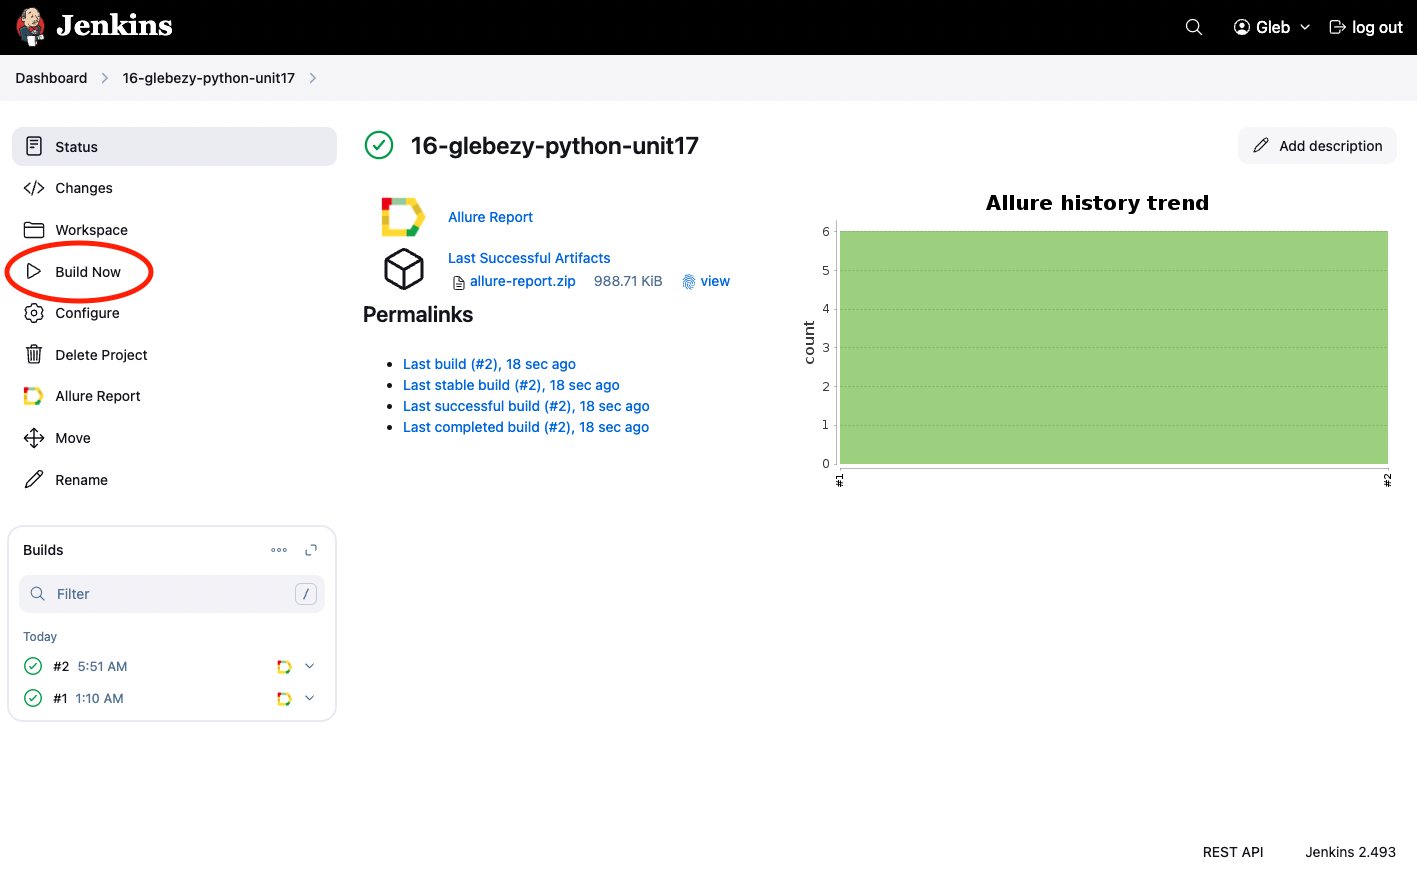 Jenkins
Gleb
log out
Dashboard
16-glebezy-python-unit17
Status
Changes
Workspace
Build Now
Configure
Delete Project
Allure Report
Move
Rename
Builds
Filter
/
Today
#2 5:51 AM
#1 1:10 AM
16-glebezy-python-unit17
Add description
Allure Report
Last Successful Artifacts
allure-report.zip 988.71 KiB view
Permalinks
Last build (#2), 18 sec ago
Last stable build (#2), 18 sec ago
Last successful build (#2), 18 sec ago
Last completed build (#2), 18 sec ago
Allure history trend
count
6
5
4
3
2
1
0
#1
#2
REST API
Jenkins 2.493